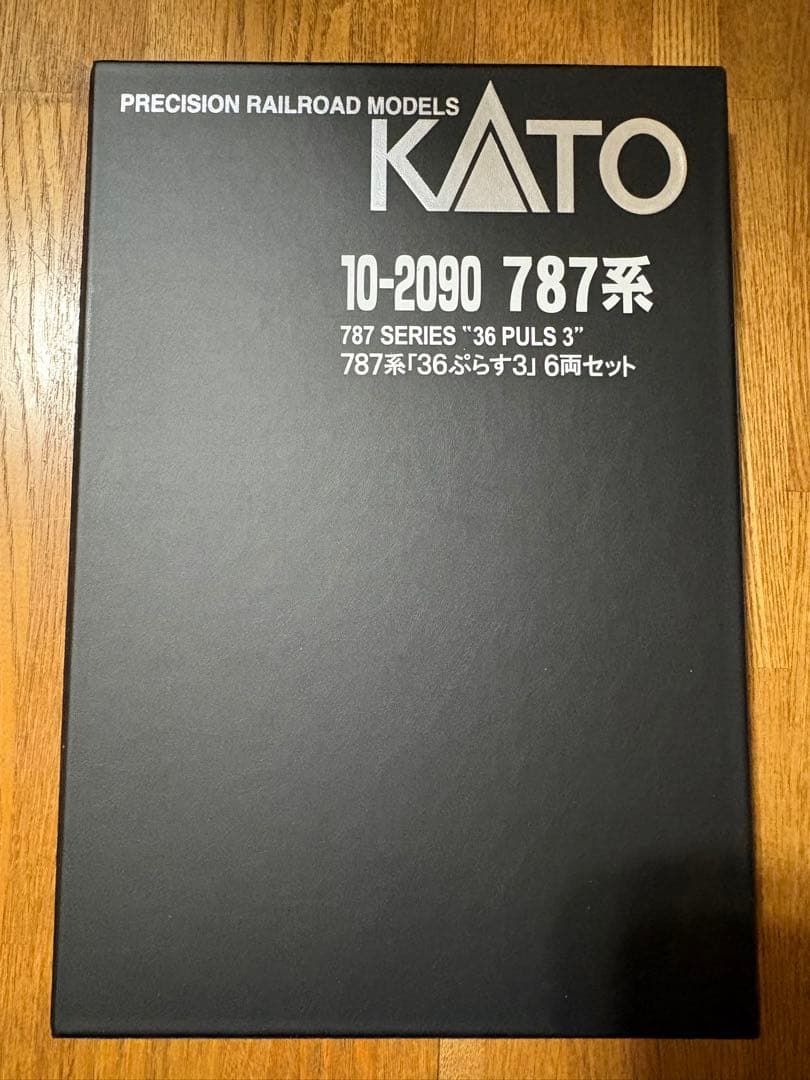 PRECISION RAILROAD MODELS
KATO
10-2090 787系
787 SERIES "36 PULS 3"
787系「36ぷらす3」6両セット